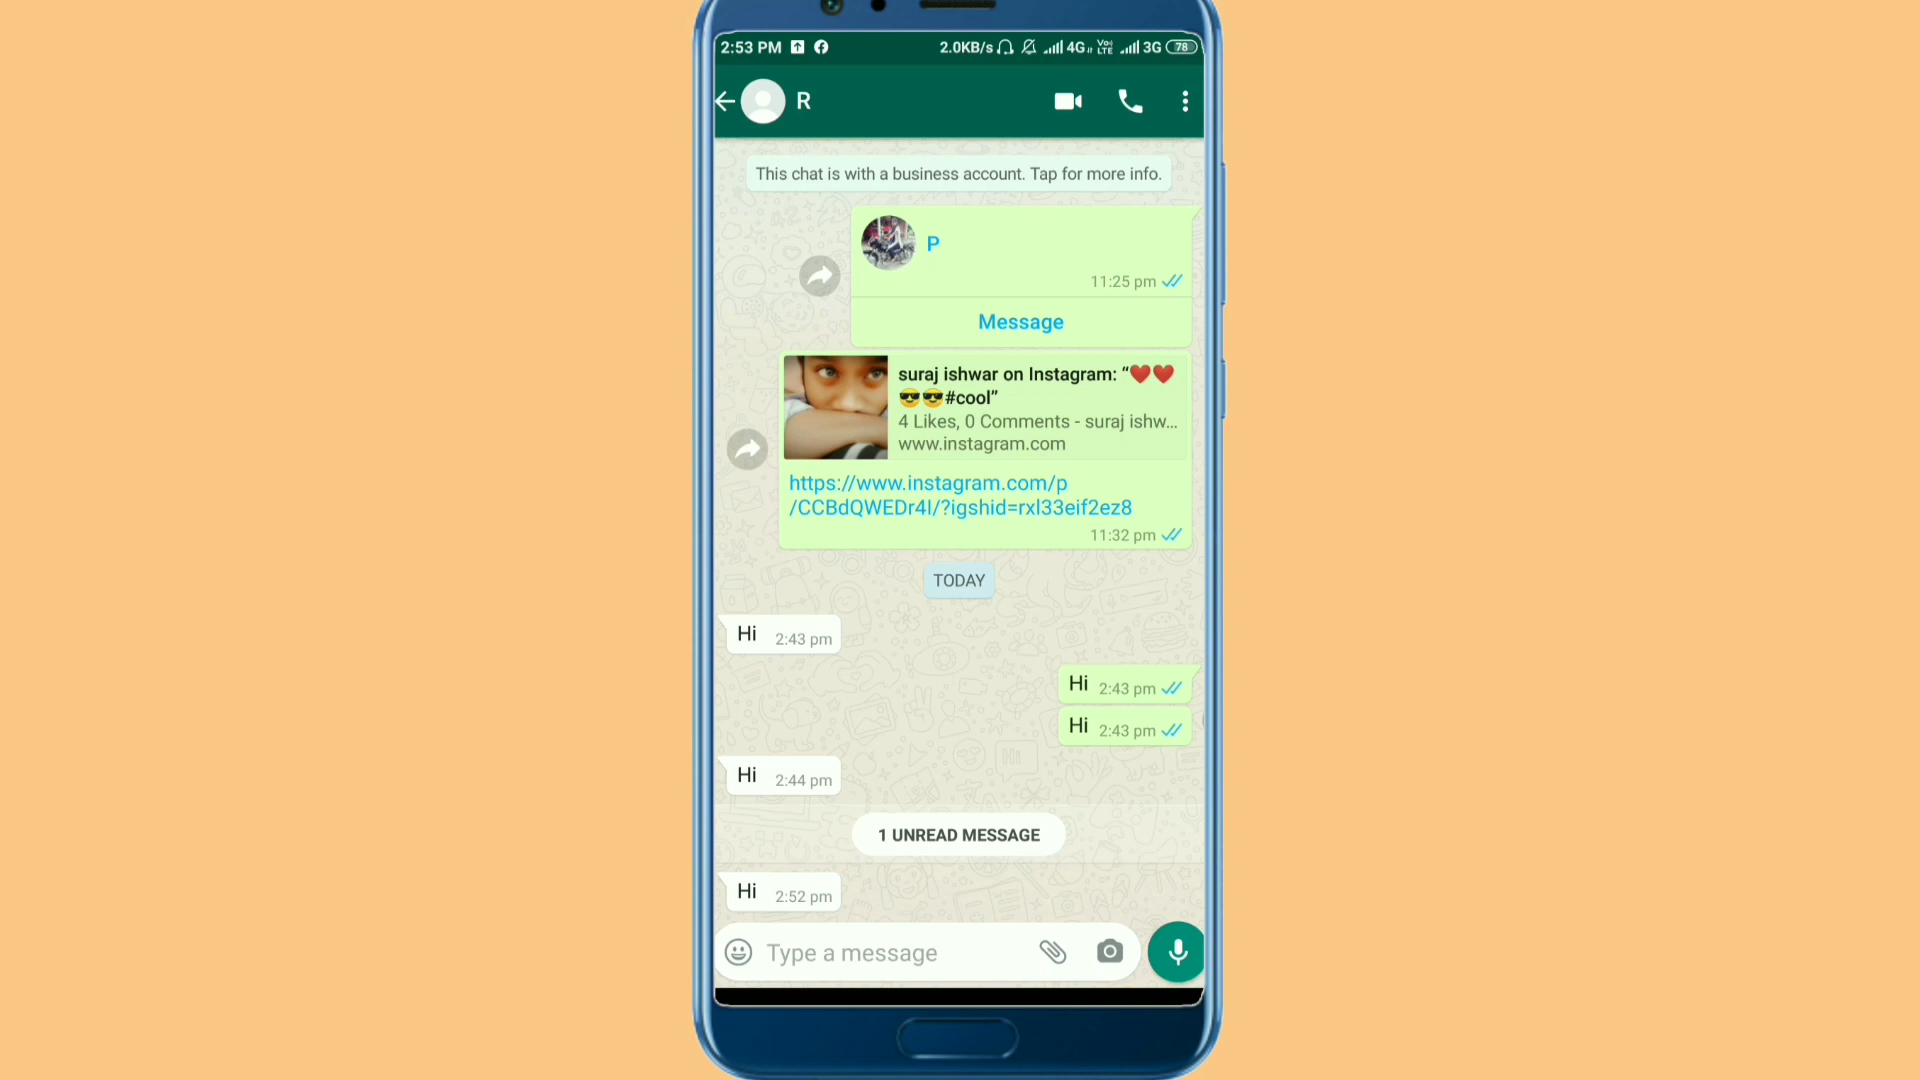 2:53 PM 2.0KB/s 4G Vo) LTE 3G 78
R
This chat is with a business account. Tap for more info.
P
11:25 pm
Message
suraj ishwar on Instagram: “❤️❤️
😎😎#cool”
4 Likes, 0 Comments - suraj ishw...
www.instagram.com
https://www.instagram.com/p
/CCBdQWEDr4I/?igshid=rxl33eif2ez8
11:32 pm
TODAY
Hi 2:43 pm
Hi 2:43 pm
Hi 2:43 pm
Hi 2:44 pm
1 UNREAD MESSAGE
Hi 2:52 pm
Type a message